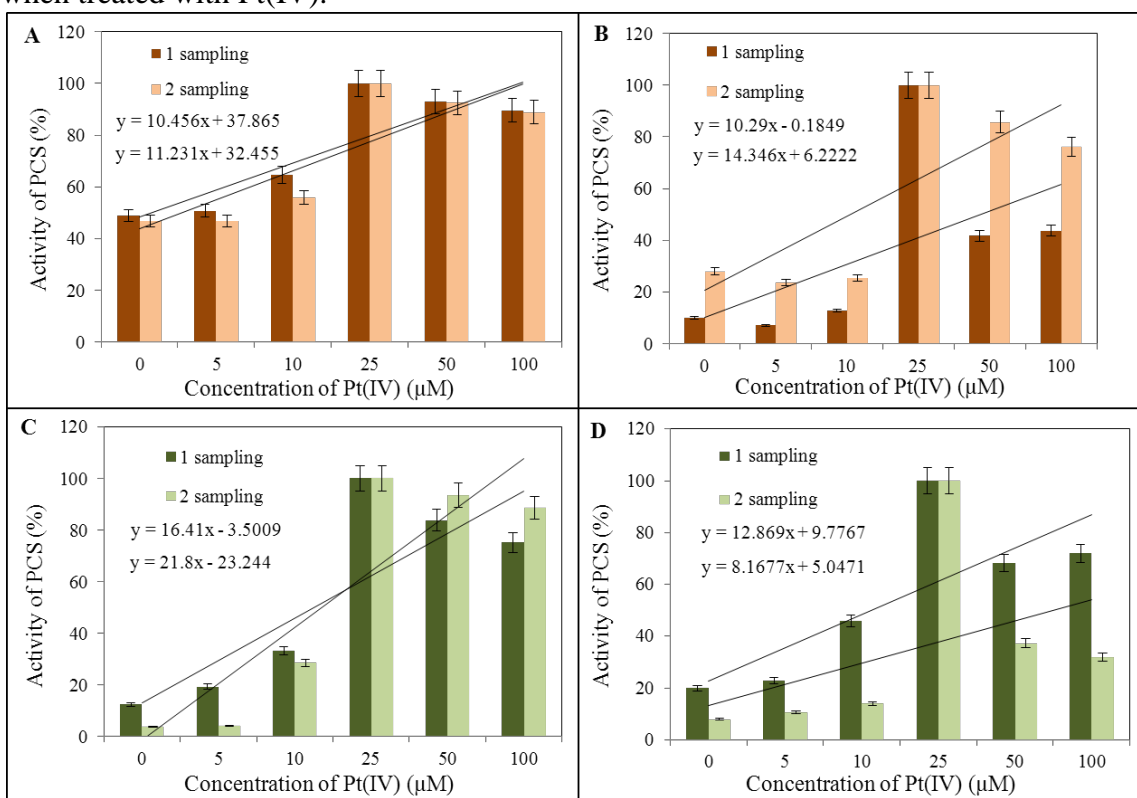 when treated with Pt(IV).
A
120
100
80
60
40
20
0
Activity of PCS (%)
1 sampling
2 sampling
y = 10.456x + 37.865
y = 11.231x + 32.455
0 5 10 25 50 100
Concentration of Pt(IV) (µM)
B
120
100
80
60
40
20
0
Activity of PCS (%)
1 sampling
2 sampling
y = 10.29x - 0.1849
y = 14.346x + 6.2222
0 5 10 25 50 100
Concentration of Pt(IV) (µM)
C
120
100
80
60
40
20
0
Activity of PCS (%)
1 sampling
2 sampling
y = 16.41x - 3.5009
y = 21.8x - 23.244
0 5 10 25 50 100
Concentration of Pt(IV) (µM)
D
120
100
80
60
40
20
0
Activity of PCS (%)
1 sampling
2 sampling
y = 12.869x + 9.7767
y = 8.1677x + 5.0471
0 5 10 25 50 100
Concentration of Pt(IV) (µM)